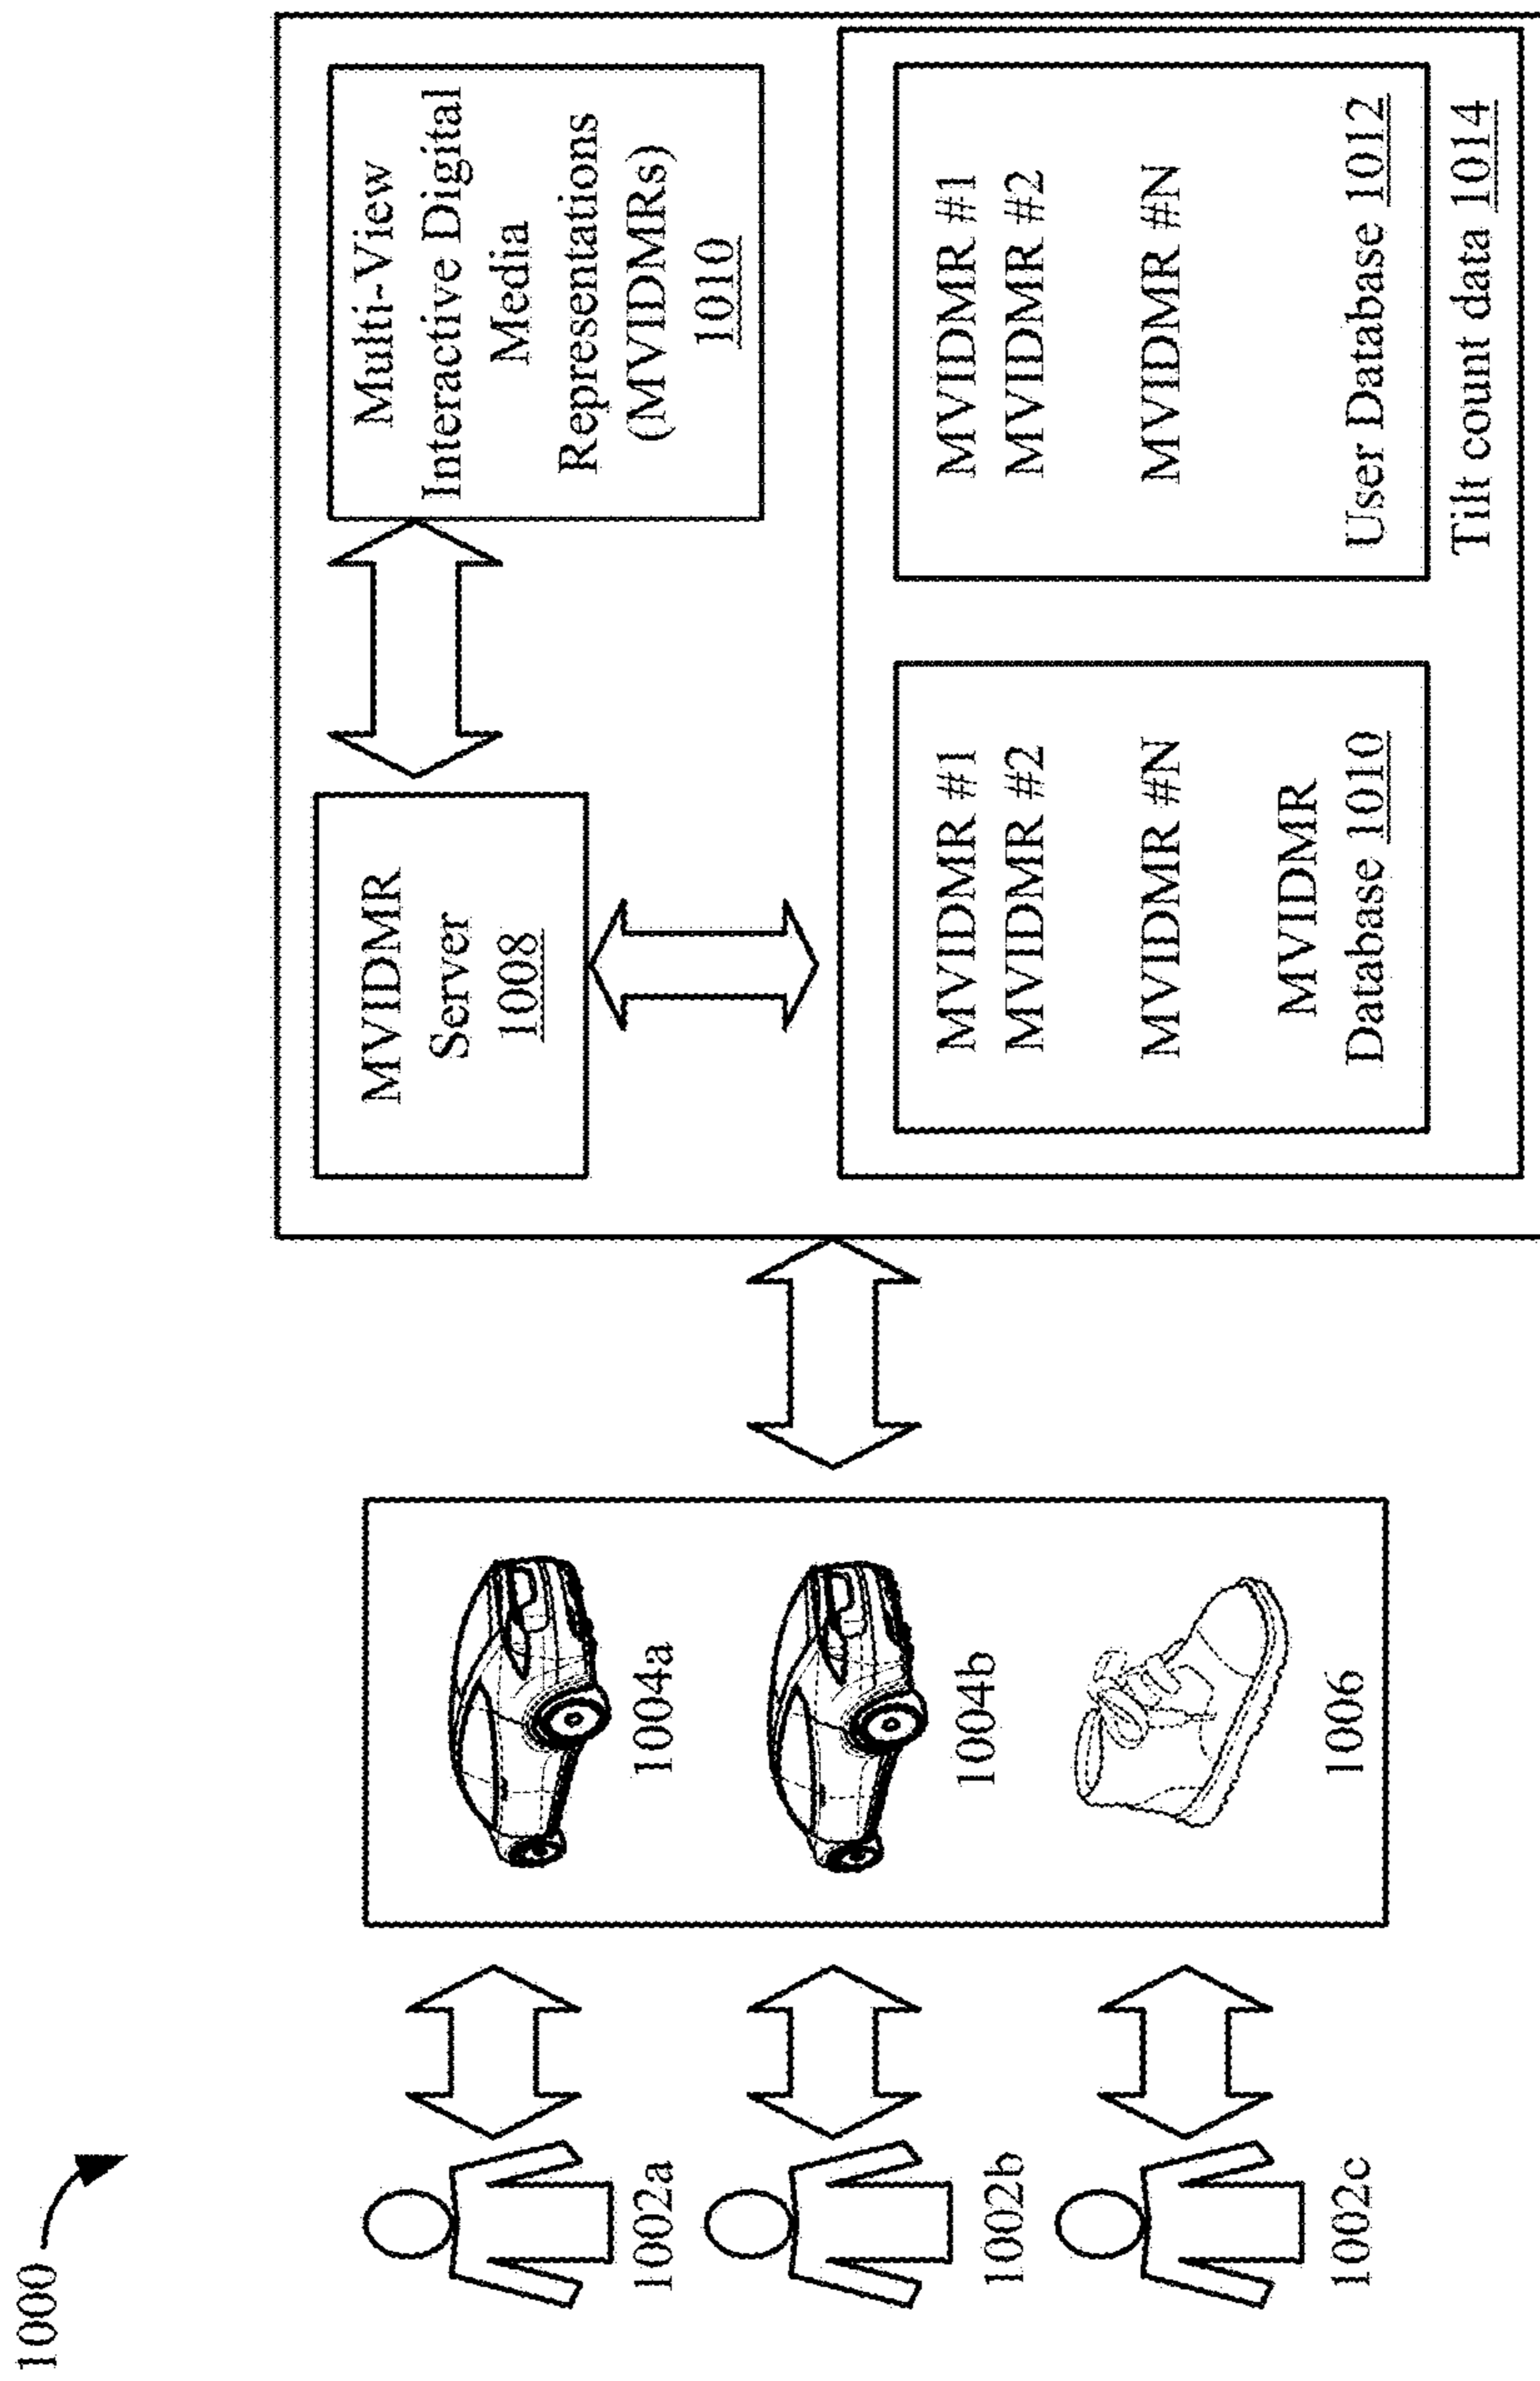 1000
1002a
1002b
1002c
1004a
1004b
1006
MVIDMR
Server
1008
Multi-View
Interactive Digital
Media
Representations
(MVIDMRs)
1010
MVIDMR #1
MVIDMR #2
MVIDMR #N
MVIDMR
Database 1010
MVIDMR #1
MVIDMR #2
MVIDMR #N
User Database 1012
Tilt count data 1014